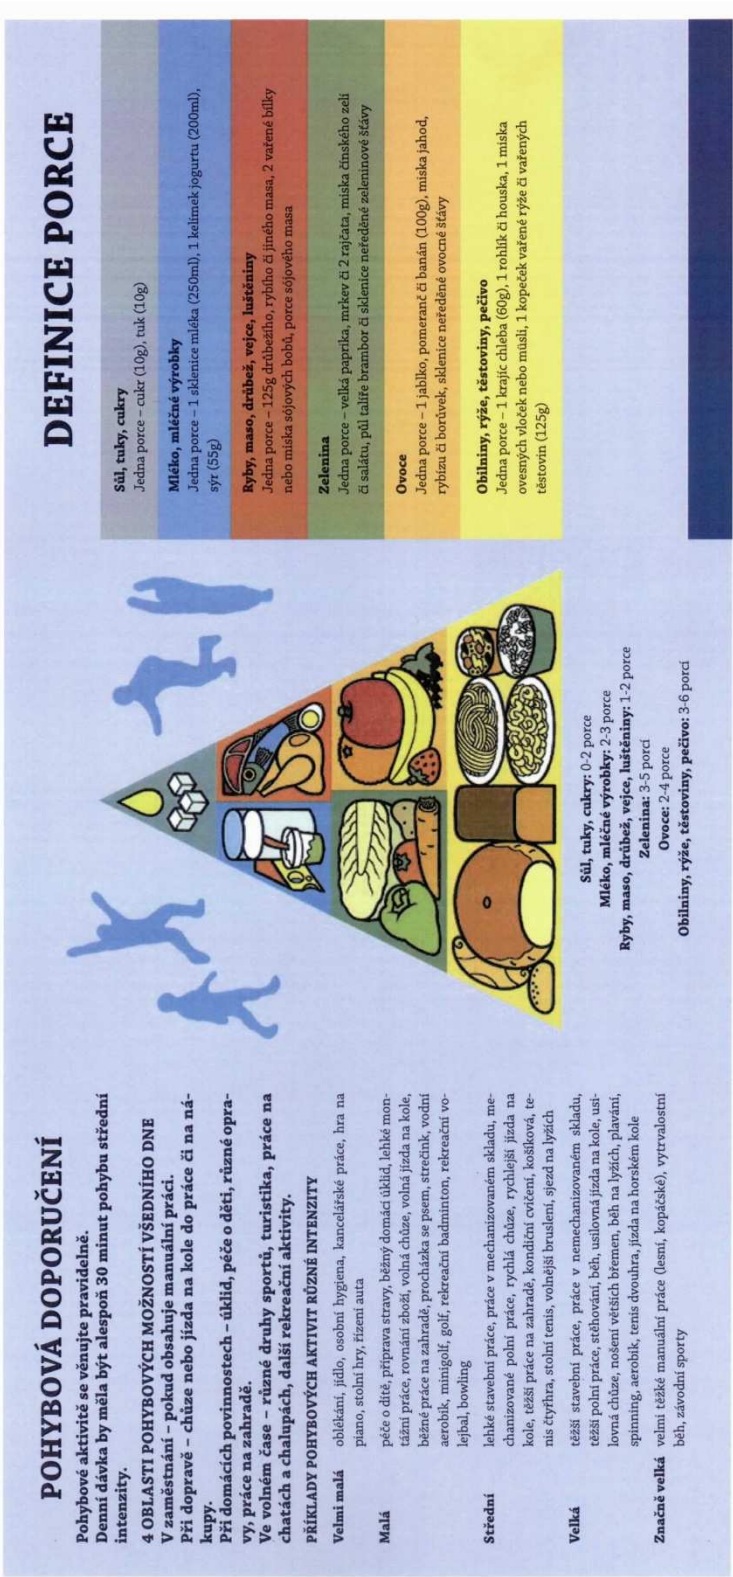 POHYBOVÁ DOPORUČENÍ
Pohybové aktivitě se věnujte pravidelně.
Denní dávka by měla být alespoň 30 minut pohybu střední
intenzity.
4 OBLASTI POHYBOVÝCH MOŽNOSTÍ VŠEDNÍHO DNE
V zaměstnání – pokud obsahuje manuální práci.
Při dopravě – chůze nebo jízda na kole do práce či na ná-
kupy.
Při domácích povinnostech – úklid, péče o děti, různé opra-
vy, práce na zahradě.
Ve volném čase – různé druhy sportů, turistika, práce na
chatách a chalupách, další rekreační aktivity.
PŘÍKLADY POHYBOVÝCH AKTIVIT RŮZNÉ INTENZITY
Velmi malá oblékání, jídlo, osobní hygiena, kancelářské práce, hra na
piano, stolní hry, řízení auta
Malá péče o dítě, příprava stravy, běžný domácí úklid, lehké mon-
tážní práce, rovnání zboží, volná chůze, volná jízda na kole,
běžné práce na zahradě, procházka se psem, strečink, vodní
aerobik, minigolf, golf, rekreační badminton, rekreační vo-
lejbal, bowling
Střední lehké stavební práce, práce v mechanizovaném skladu, me-
chanizované polní práce, rychlá chůze, rychlejší jízda na
kole, těžší práce na zahradě, kondiční cvičení, košíková, te-
nis čtyřhra, stolní tenis, volnější bruslení, sjezd na lyžích
Velká těžší stavební práce, práce v nemechanizovaném skladu,
těžší polní práce, stěhování, běh, usilovná jízda na kole, usi-
lovná chůze, nošení větších břemen, běh na lyžích, plavání,
spinning, aerobik, tenis dvouhra, jízda na horském kole
Značně velká velmi těžké manuální práce (lesní, kopáčské), vytrvalostní
běh, závodní sporty
Sůl, tuky, cukry: 0-2 porce
Mléko, mléčné výrobky: 2-3 porce
Ryby, maso, drůbež, vejce, luštěniny: 1-2 porce
Zelenina: 3-5 porcí
Ovoce: 2-4 porce
Obilniny, rýže, těstoviny, pečivo: 3-6 porcí
DEFINICE PORCE
Sůl, tuky, cukry
Jedna porce – cukr (10g), tuk (10g)
Mléko, mléčné výrobky
Jedna porce – 1 sklenice mléka (250ml), 1 kelímek jogurtu (200ml),
sýr (55g)
Ryby, maso, drůbež, vejce, luštěniny
Jedna porce – 125g drůbežího, rybího či jiného masa, 2 vařené bílky
nebo miska sójových bobů, porce sójového masa
Zelenina
Jedna porce – velká paprika, mrkev či 2 rajčata, miska čínského zelí
či salátu, půl talíře brambor či sklenice neředěné zeleninové šťávy
Ovoce
Jedna porce – 1 jablko, pomeranč či banán (100g), miska jahod,
rybízu či borůvek, sklenice neředěné ovocné šťávy
Obilniny, rýže, těstoviny, pečivo
Jedna porce – 1 krajíc chleba (60g), 1 rohlík či houska, 1 miska
ovesných vloček nebo müsli, 1 kopeček vařené rýže či vařených
těstovin (125g)